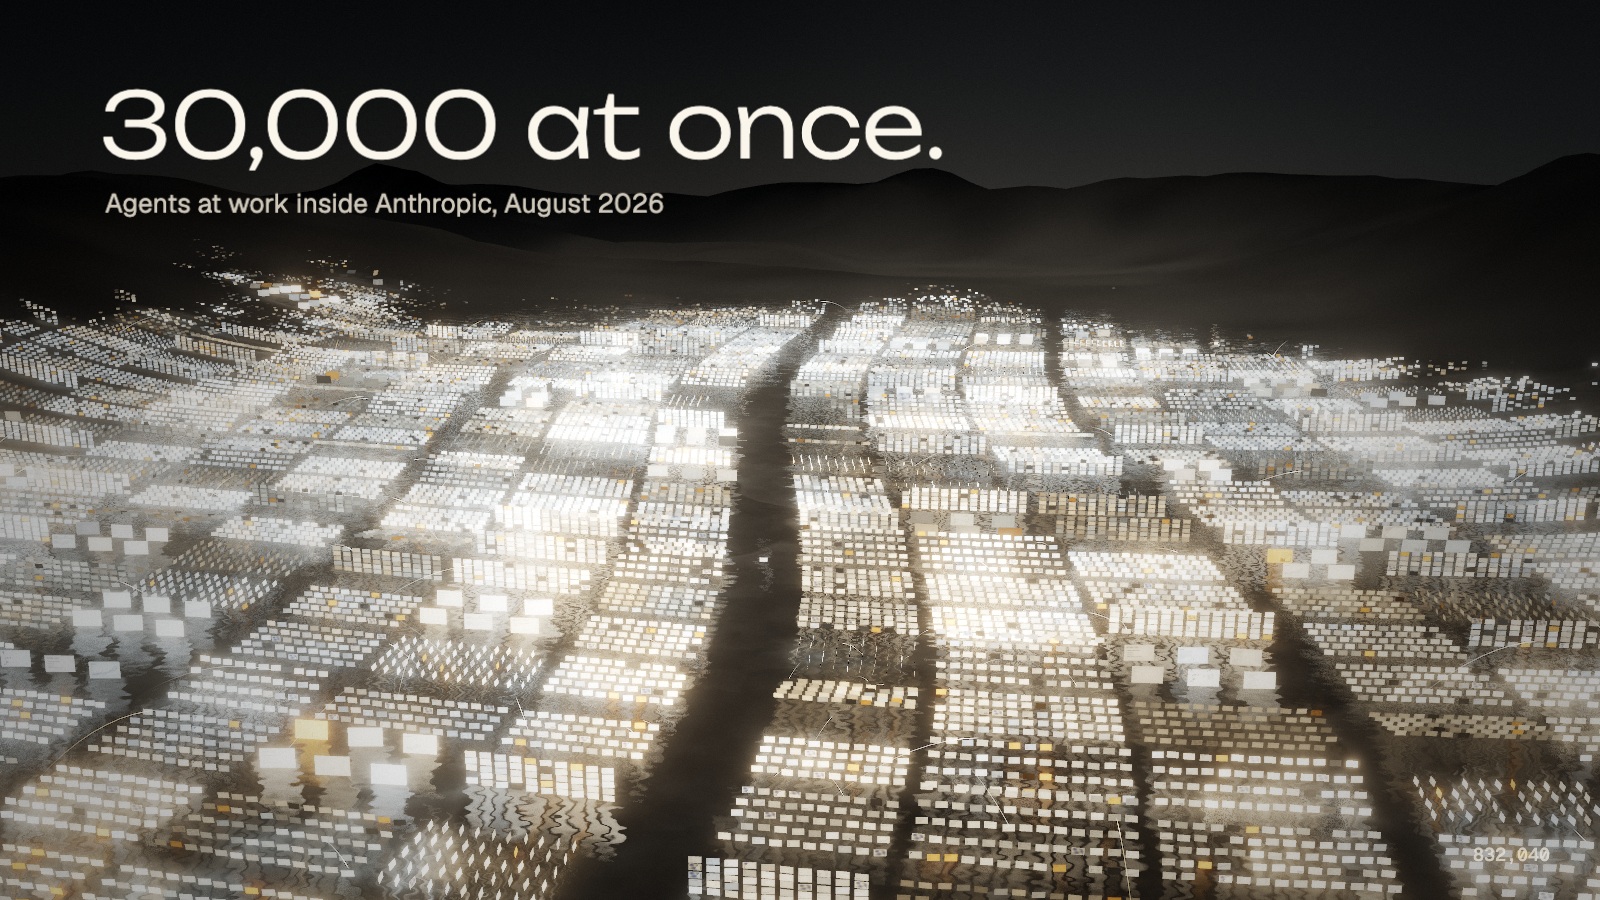 30,000 at once.
Agents at work inside Anthropic, August 2026
832,040